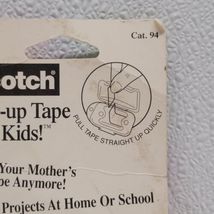 Cat. 94
otch
-up Tape
Kids!™
PULL TAPE STRAIGHT UP QUICKLY
Your Mother's
pe Anymore!
Projects At Home Or School